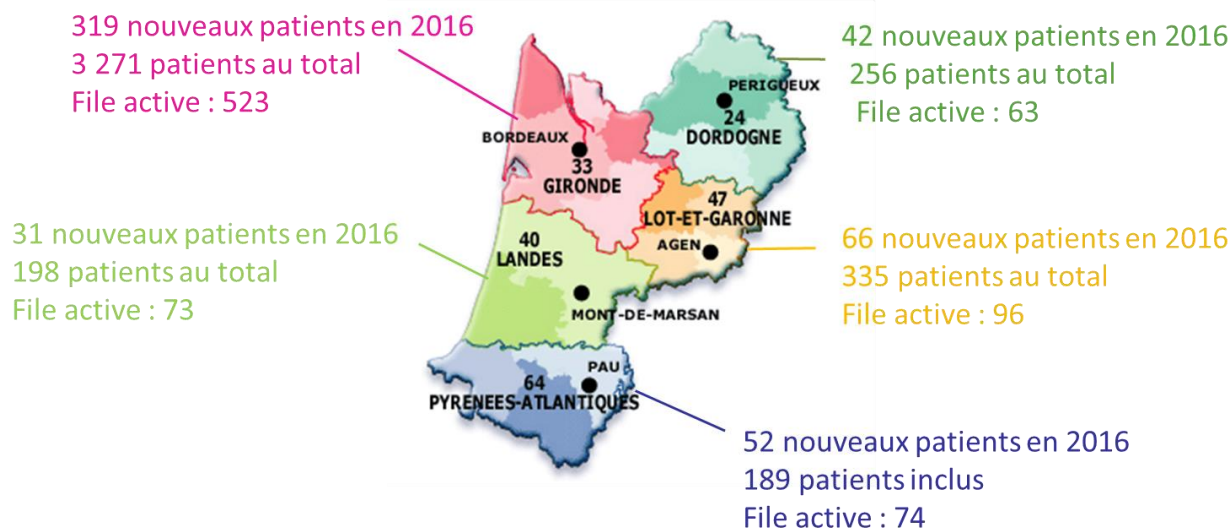 319 nouveaux patients en 2016
3 271 patients au total
File active : 523
42 nouveaux patients en 2016
256 patients au total
File active : 63
PERIGUEUX
24
DORDOGNE
BORDEAUX
33
GIRONDE
47
LOT-ET-GARONNE
AGEN
31 nouveaux patients en 2016
198 patients au total
File active : 73
40
LANDES
MONT-DE-MARSAN
66 nouveaux patients en 2016
335 patients au total
File active : 96
PAU
64
PYRENEES-ATLANTIQUES
52 nouveaux patients en 2016
189 patients inclus
File active : 74